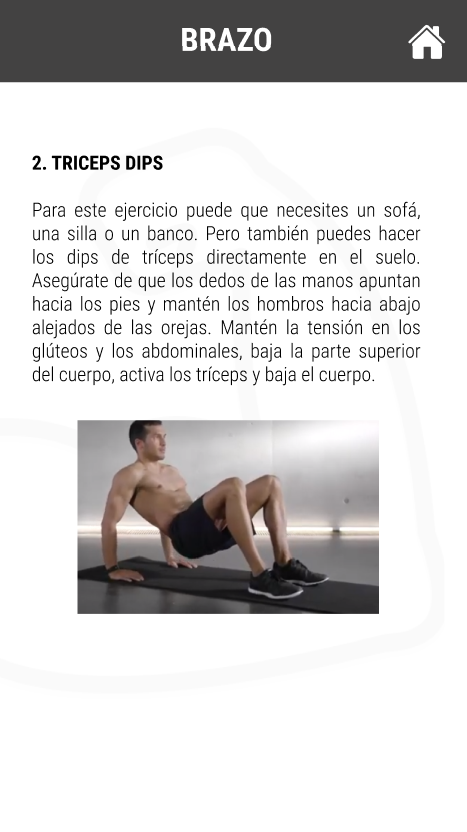 BRAZO
2. TRICEPS DIPS
Para este ejercicio puede que necesites un sofá,
una silla o un banco. Pero también puedes hacer
los dips de tríceps directamente en el suelo.
Asegúrate de que los dedos de las manos apuntan
hacia los pies y mantén los hombros hacia abajo
alejados de las orejas. Mantén la tensión en los
glúteos y los abdominales, baja la parte superior
del cuerpo, activa los tríceps y baja el cuerpo.